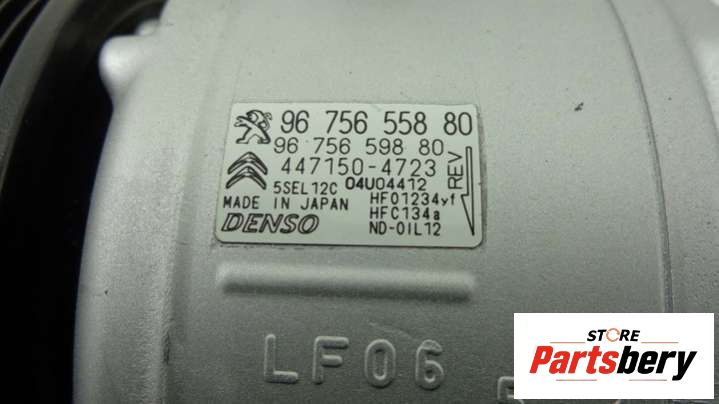 96 756 558 80
96 756 598 80
447150-4723
5SEL12C 04U04412
MADE IN JAPAN HF01234yf
DENSO HFC134a
ND-OIL12
REV
LF06
STORE
Partsbery